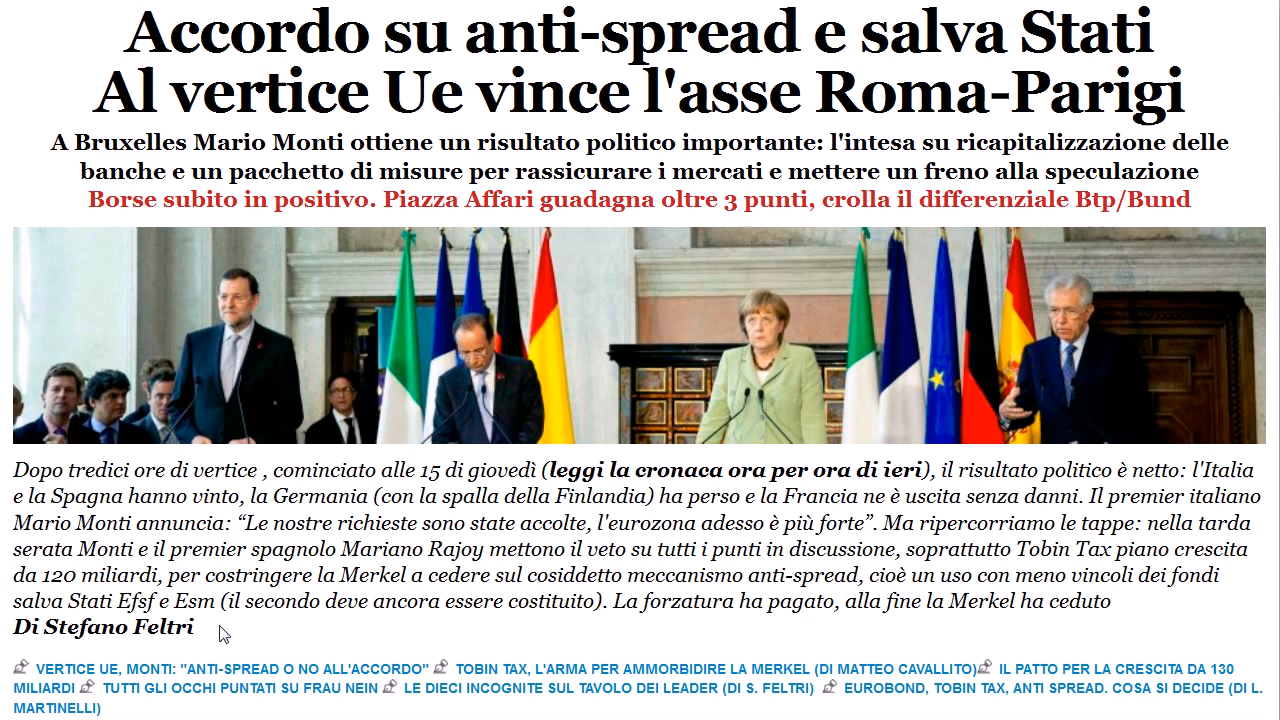 Accordo su anti-spread e salva Stati
Al vertice Ue vince l'asse Roma-Parigi
A Bruxelles Mario Monti ottiene un risultato politico importante: l'intesa su ricapitalizzazione delle
banche e un pacchetto di misure per rassicurare i mercati e mettere un freno alla speculazione
Borse subito in positivo. Piazza Affari guadagna oltre 3 punti, crolla il differenziale Btp/Bund
Dopo tredici ore di vertice , cominciato alle 15 di giovedì (leggi la cronaca ora per ora di ieri), il risultato politico è netto: l'Italia
e la Spagna hanno vinto, la Germania (con la spalla della Finlandia) ha perso e la Francia ne è uscita senza danni. Il premier italiano
Mario Monti annuncia: “Le nostre richieste sono state accolte, l'eurozona adesso è più forte”. Ma ripercorriamo le tappe: nella tarda
serata Monti e il premier spagnolo Mariano Rajoy mettono il veto su tutti i punti in discussione, soprattutto Tobin Tax piano crescita
da 120 miliardi, per costringere la Merkel a cedere sul cosiddetto meccanismo anti-spread, cioè un uso con meno vincoli dei fondi
salva Stati Efsf e Esm (il secondo deve ancora essere costituito). La forzatura ha pagato, alla fine la Merkel ha ceduto
Di Stefano Feltri
VERTICE UE, MONTI: "ANTI-SPREAD O NO ALL'ACCORDO" TOBIN TAX, L'ARMA PER AMMORBIDIRE LA MERKEL (DI MATTEO CAVALLITO) IL PATTO PER LA CRESCITA DA 130
MILIARDI TUTTI GLI OCCHI PUNTATI SU FRAU NEIN LE DIECI INCOGNITE SUL TAVOLO DEI LEADER (DI S. FELTRI) EUROBOND, TOBIN TAX, ANTI SPREAD. COSA SI DECIDE (DI L.
MARTINELLI)